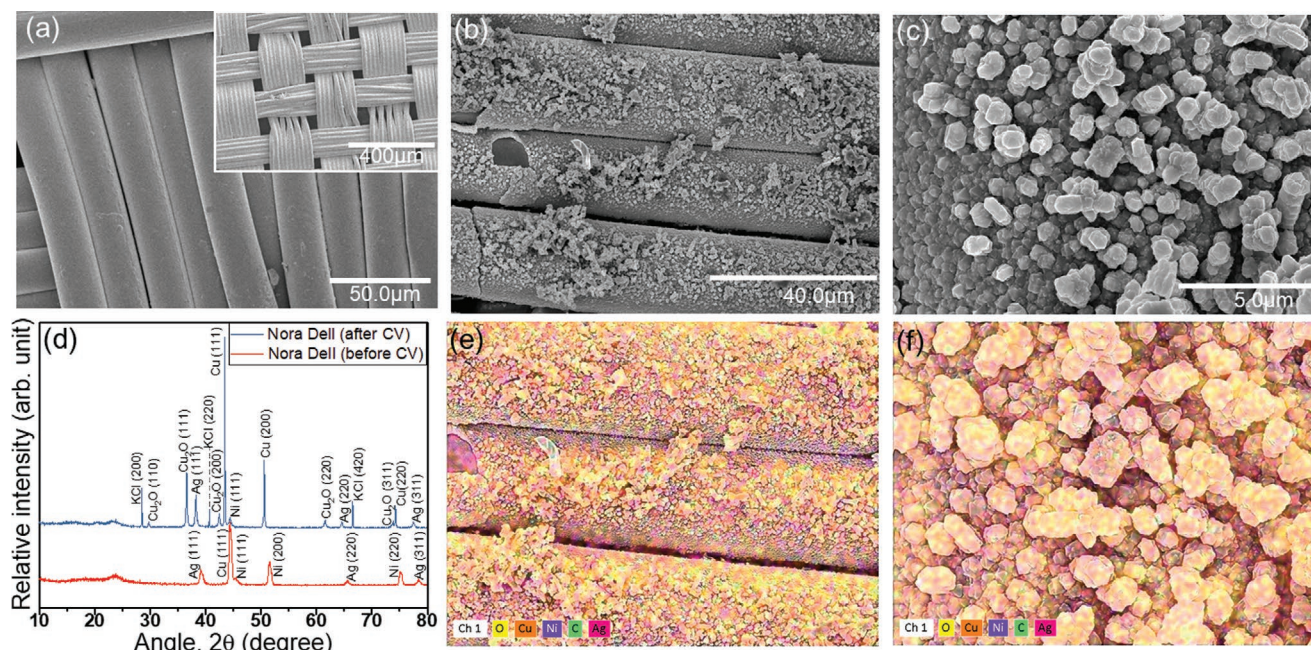 (a)
400μm
50.0μm
(b)
40.0μm
(c)
5.0μm
(d)
Nora Dell (after CV)
Nora Dell (before CV)
Relative intensity (arb. unit)
KCl (200)
Cu₂O (110)
Cu₂O (111)
Ag (111)
KCl (220)
Cu₂O (200)
Cu (111)
Ni (111)
Cu (200)
Cu₂O (220)
Ag (220)
KCl (420)
Cu₂O (311)
Cu(220)
Ag (311)
Ag (111)
Cu (111)
Ni (111)
Ni (200)
Ag (220)
Ni (220)
Ag (311)
10 20 30 40 50 60 70 80
Angle, 2θ (degree)
(e)
Ch 1 O Cu Ni C Ag
(f)
Ch 1 O Cu Ni C Ag